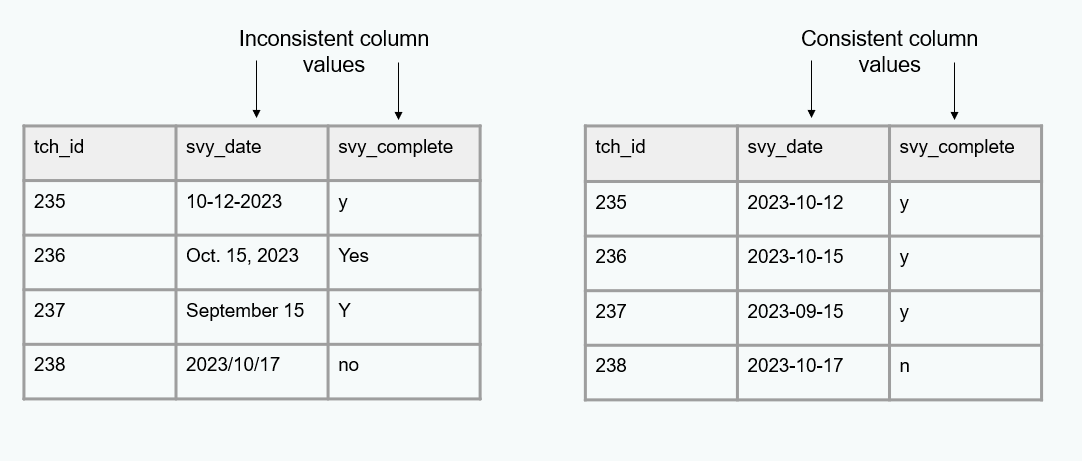 Inconsistent column
values
tch_id svy_date svy_complete
235 10-12-2023 y
236 Oct. 15, 2023 Yes
237 September 15 Y
238 2023/10/17 no
Consistent column
values
tch_id svy_date svy_complete
235 2023-10-12 y
236 2023-10-15 y
237 2023-09-15 y
238 2023-10-17 n